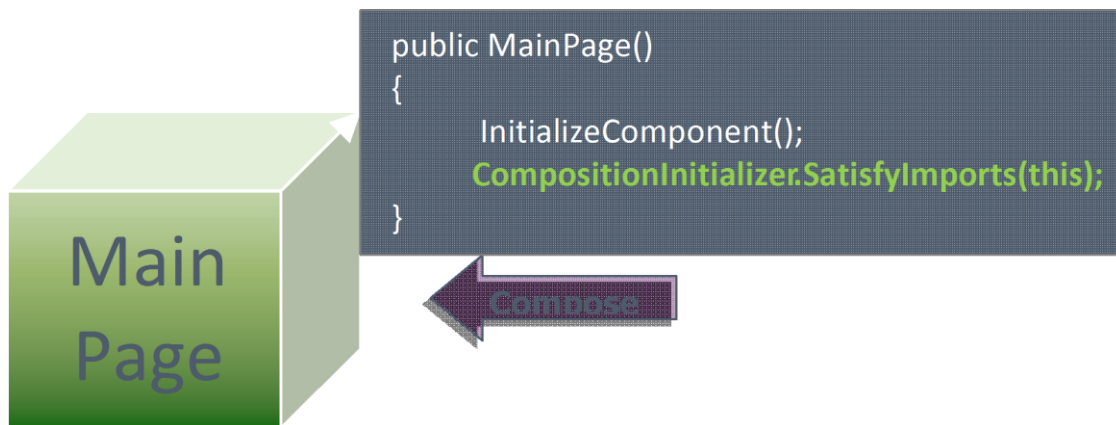 public MainPage()
{
InitializeComponent();
CompositionInitializer.SatisfyImports(this);
}
Main
Page
Compose